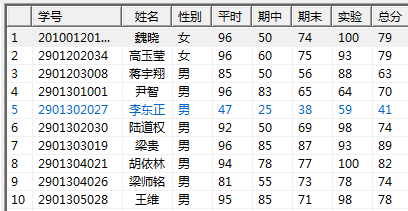 学号 姓名 性别 平时 期中 期末 实验 总分
1 201001201... 魏晓 女 96 50 74 100 79
2 2901202034 高玉莹 女 96 60 75 93 79
3 2901203008 蒋宇翔 男 85 50 56 88 63
4 2901301001 尹智 男 96 83 65 64 70
5 2901302027 李东正 男 47 25 38 59 41
6 2901302030 陆道权 男 92 50 69 98 74
7 2901303019 梁贵 男 96 85 87 93 89
8 2901304021 胡依林 男 94 78 77 100 82
9 2901304026 梁师铭 男 81 55 73 78 74
10 2901305028 王维 男 95 85 71 98 78